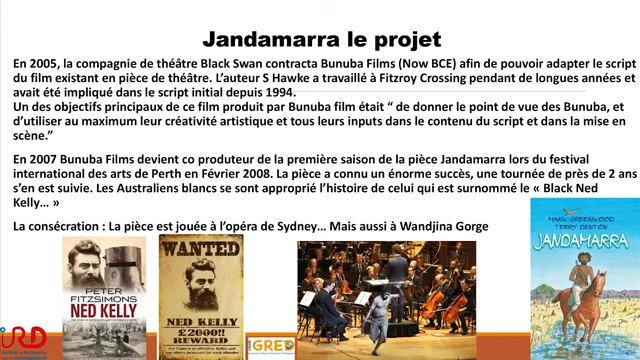 Jandamarra le projet
En 2005, la compagnie de théâtre Black Swan contracta Bunuba Films (Now BCE) afin de pouvoir adapter le script
du film existant en pièce de théâtre. L’auteur S Hawke a travaillé à Fitzroy Crossing pendant de longues années et
avait été impliqué dans le script initial depuis 1994.
Un des objectifs principaux de ce film produit par Bunuba film était “ de donner le point de vue des Bunuba, et
d’utiliser au maximum leur créativité artistique et tous leurs inputs dans le contenu du script et dans la mise en
scène.”
En 2007 Bunuba Films devient co produteur de la première saison de la pièce Jandamarra lors du festival
international des arts de Perth en Février 2008. La pièce a connu un énorme succès, une tournée de près de 2 ans
s’en est suivie. Les Australiens blancs se sont approprié l’histoire de celui qui est surnommé le « Black Ned
Kelly… »
La consécration : La pièce est jouée à l’opéra de Sydney… Mais aussi à Wandjina Gorge
MARK GREENWOOD
TERRY DENTON
JANDAMARRA
PETER
FITZSIMONS
NED KELLY
WANTED
NED KELLY
£2000!!
REWARD
IRD
GRED